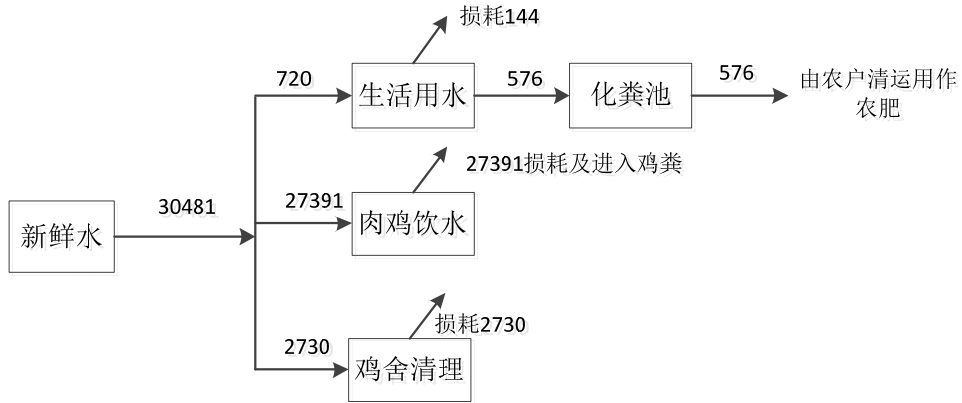 损耗144
720
生活用水
576
化粪池
576
由农户清运用作
农肥
27391损耗及进入鸡粪
30481
27391
新鲜水
肉鸡饮水
损耗2730
2730
鸡舍清理